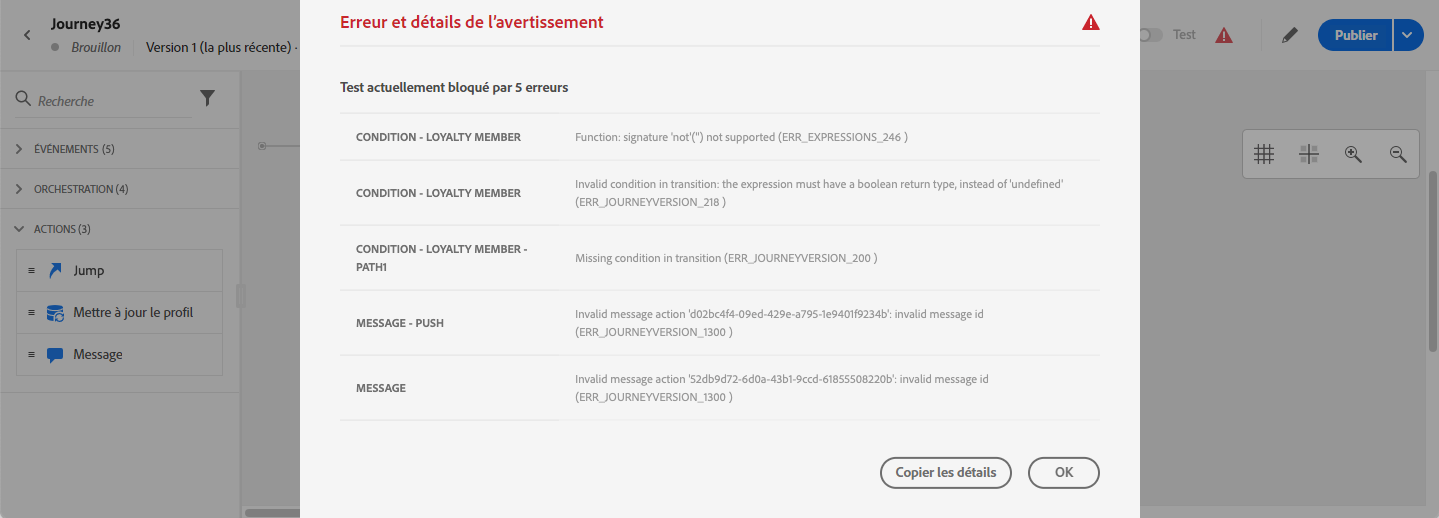 Journey36
Brouillon
Version 1 (la plus récente) ·
Test
Publier
Recherche
ÉVÉNEMENTS (5)
ORCHESTRATION (4)
ACTIONS (3)
Jump
Mettre à jour le profil
Message
Erreur et détails de l’avertissement
Test actuellement bloqué par 5 erreurs
CONDITION - LOYALTY MEMBER
Function: signature 'not'('') not supported (ERR_EXPRESSIONS_246 )
CONDITION - LOYALTY MEMBER
Invalid condition in transition: the expression must have a boolean return type, instead of 'undefined'
(ERR_JOURNEYVERSION_218 )
CONDITION - LOYALTY MEMBER -
PATH1
Missing condition in transition (ERR_JOURNEYVERSION_200 )
MESSAGE - PUSH
Invalid message action 'd02bc4f4-09ed-429e-a795-1e9401f9234b': invalid message id
(ERR_JOURNEYVERSION_1300 )
MESSAGE
Invalid message action '52db9d72-6d0a-43b1-9ccd-61855508220b': invalid message id
(ERR_JOURNEYVERSION_1300 )
Copier les détails
OK